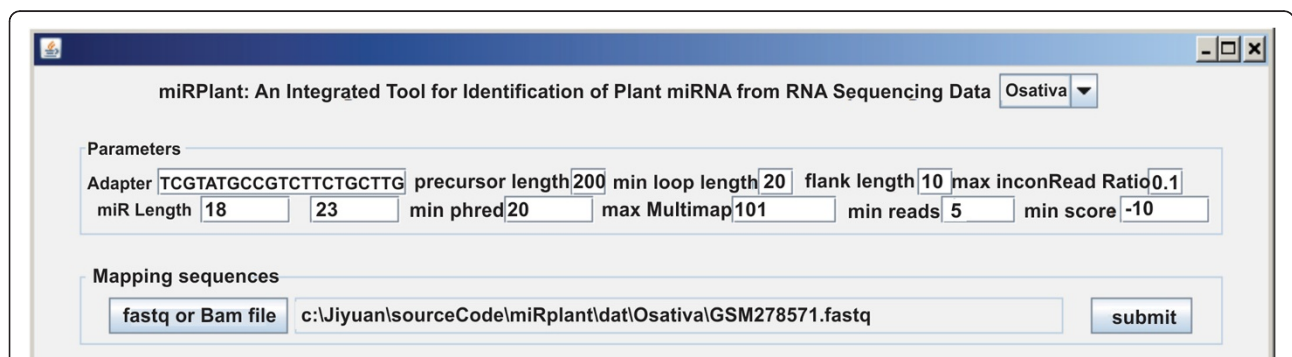 miRPlant: An Integrated Tool for Identification of Plant miRNA from RNA Sequencing Data Osativa
Parameters
Adapter TCGTATGCCGTCTTCTGCTTG precursor length 200 min loop length 20 flank length 10 max inconRead Ratio 0.1
miR Length 18 23 min phred 20 max Multimap 101 min reads 5 min score -10
Mapping sequences
fastq or Bam file c:\Jiyuan\sourceCode\miRplant\dat\Osativa\GSM278571.fastq submit